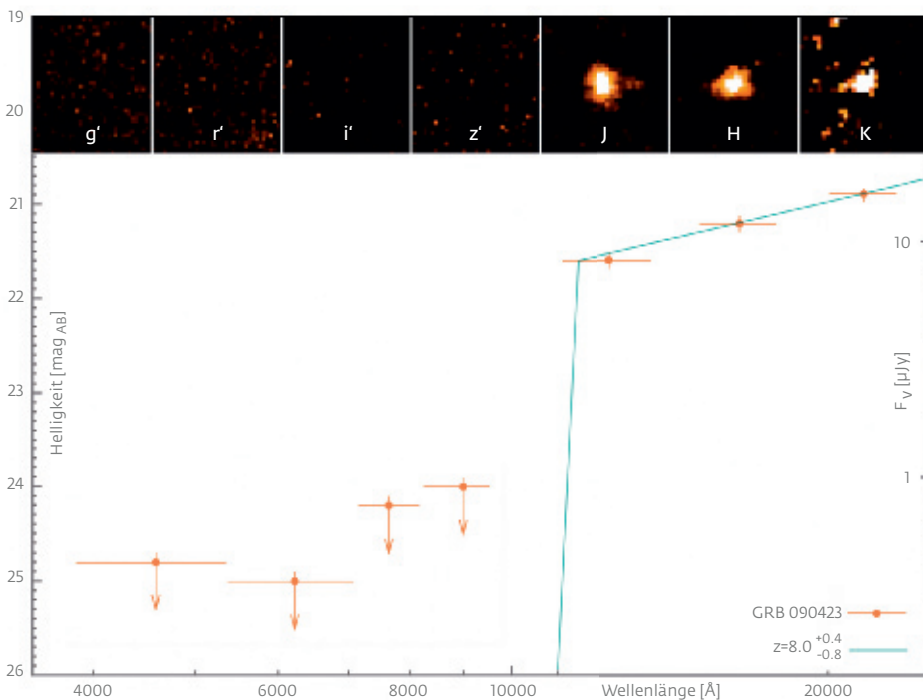 19
20
21
22
23
24
25
26
g‘ r‘ i‘ z‘ J H K
Helligkeit [mag AB]
10
1
Fν [µJy]
GRB 090423
z=8.0 +0.4 -0.8
4000 6000 8000 10000 Wellenlänge [Å] 20000